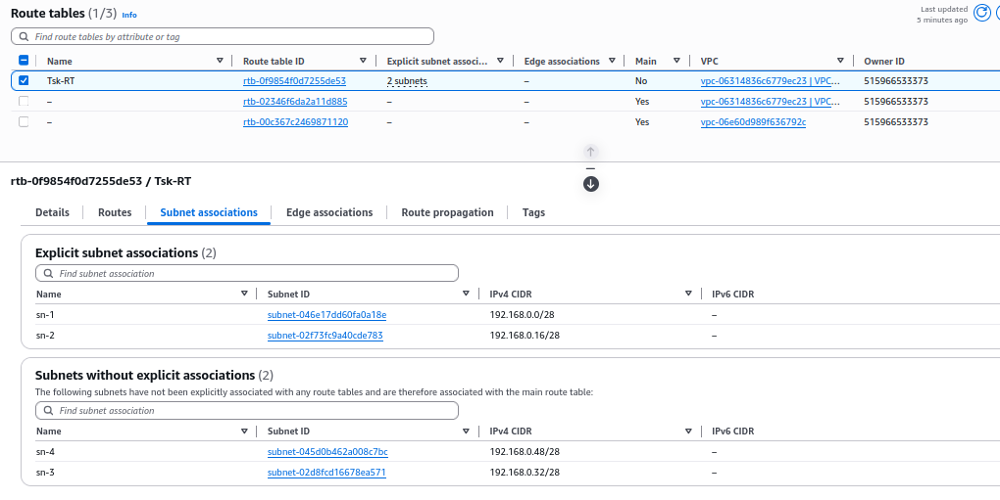 Route tables (1/3) Info
Last updated
5 minutes ago
Find route tables by attribute or tag
Name Route table ID Explicit subnet associ... Edge associations Main VPC Owner ID
Tsk-RT rtb-0f9854f0d7255de53 2 subnets – No vpc-06314836c6779ec23 | VPC... 515966533373
– rtb-02346f6da2a11d885 – – Yes vpc-06314836c6779ec23 | VPC... 515966533373
– rtb-00c367c2469871120 – – Yes vpc-06e60d989f636792c 515966533373
rtb-0f9854f0d7255de53 / Tsk-RT
Details Routes Subnet associations Edge associations Route propagation Tags
Explicit subnet associations (2)
Find subnet association
Name Subnet ID IPv4 CIDR IPv6 CIDR
sn-1 subnet-046e17dd60fa0a18e 192.168.0.0/28 –
sn-2 subnet-02f73fc9a40cde783 192.168.0.16/28 –
Subnets without explicit associations (2)
The following subnets have not been explicitly associated with any route tables and are therefore associated with the main route table:
Find subnet association
Name Subnet ID IPv4 CIDR IPv6 CIDR
sn-4 subnet-045d0b462a008c7bc 192.168.0.48/28 –
sn-3 subnet-02d8fcd16678ea571 192.168.0.32/28 –